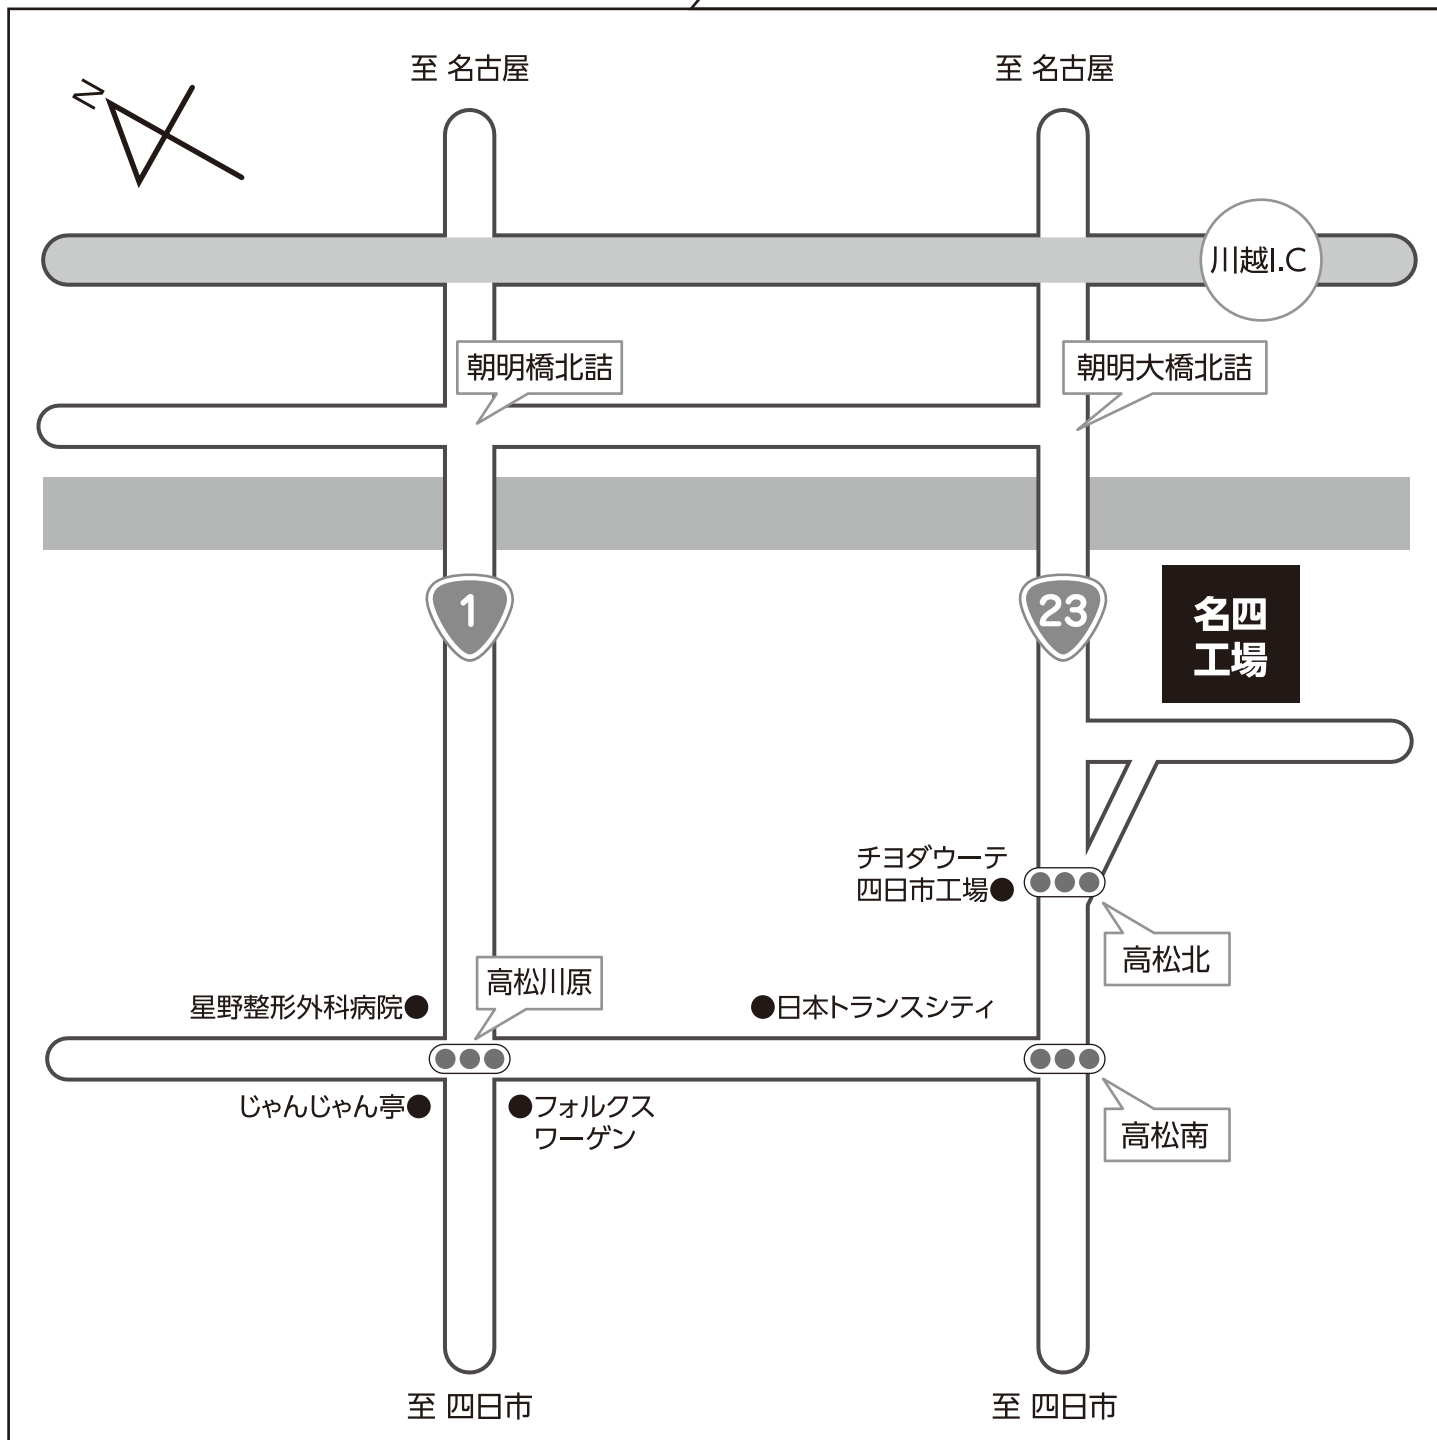 至 名古屋
至 名古屋
N
川越I.C
朝明橋北詰
朝明大橋北詰
1
23
名四
工場
チヨダウーテ
四日市工場●
高松北
高松川原
星野整形外科病院●
●日本トランスシティ
じゃんじゃん亭●
●フォルクス
ワーゲン
高松南
至 四日市
至 四日市